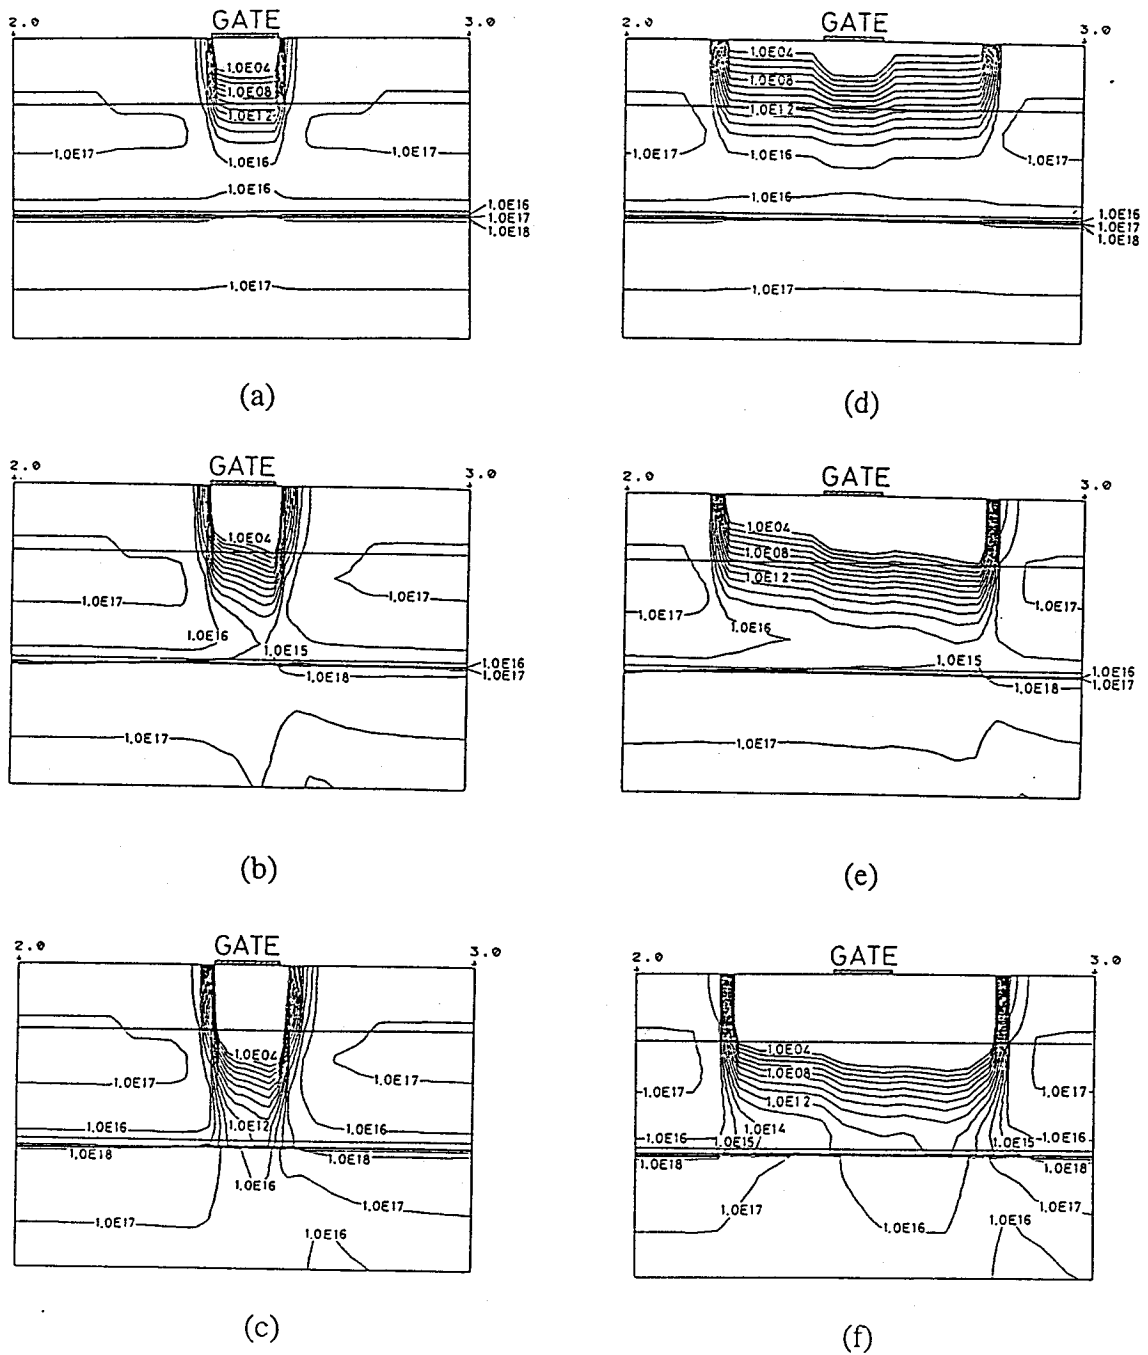 2.0 GATE 3.0
1.0E04
1.0E08
1.0E12
1.0E17 1.0E16 1.0E17
1.0E16
1.0E16
1.0E17
1.0E18
1.0E17
(a)
2.0 GATE 3.0
1.0E04
1.0E08
1.0E12
1.0E17 1.0E16 1.0E17
1.0E16
1.0E16
1.0E17
1.0E18
1.0E17
(d)
2.0 GATE 3.0
1.0E04
1.0E17 1.0E17
1.0E16
1.0E15
1.0E16
1.0E18 1.0E17
1.0E17
(b)
2.0 GATE 3.0
1.0E04
1.0E08
1.0E12
1.0E17 1.0E17
1.0E16
1.0E15 1.0E16
1.0E18 1.0E17
1.0E17
(e)
2.0 GATE 3.0
1.0E04
1.0E17 1.0E17
1.0E16 1.0E12 1.0E16
1.0E18 1.0E18
1.0E16
1.0E17 1.0E17
1.0E16
(c)
2.0 GATE 3.0
1.0E04
1.0E08
1.0E17 1.0E17
1.0E12
1.0E14
1.0E16 1.0E15 1.0E15 1.0E16
1.0E18 1.0E18
1.0E17 1.0E17
1.0E16 1.0E16
(f)